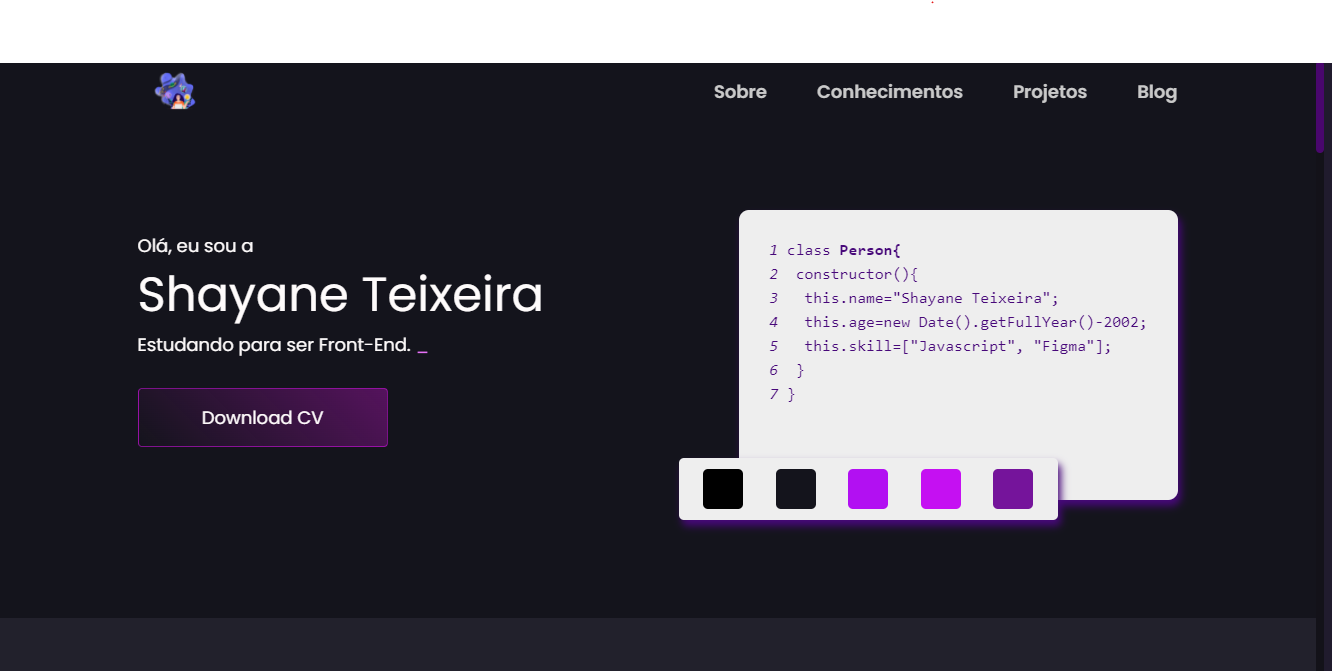 Sobre Conhecimentos Projetos Blog
Olá, eu sou a
Shayane Teixeira
Estudando para ser Front-End. _
Download CV
1 class Person{
2 constructor(){
3 this.name="Shayane Teixeira";
4 this.age=new Date().getFullYear()-2002;
5 this.skill=["Javascript", "Figma"];
6 }
7 }